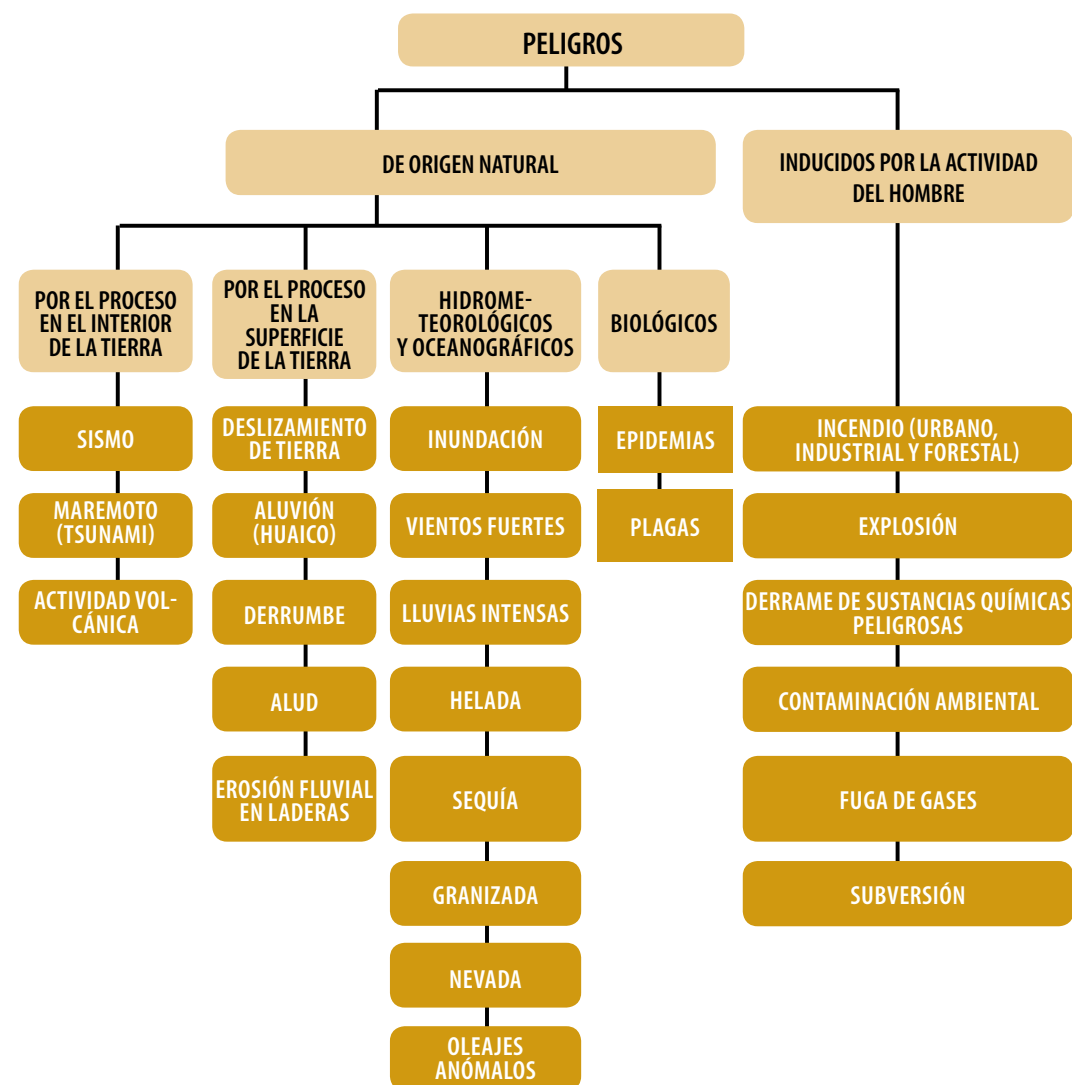 PELIGROS
DE ORIGEN NATURAL
INDUCIDOS POR LA ACTIVIDAD
DEL HOMBRE
POR EL PROCESO
EN EL INTERIOR
DE LA TIERRA
POR EL PROCESO
EN LA
SUPERFICIE
DE LA TIERRA
HIDROME-
TEOROLÓGICOS
Y OCEANOGRÁFICOS
BIOLÓGICOS
SISMO
MAREMOTO
(TSUNAMI)
ACTIVIDAD VOL-
CÁNICA
DESLIZAMIENTO
DE TIERRA
ALUVIÓN
(HUAICO)
DERRUMBE
ALUD
EROSIÓN FLUVIAL
EN LADERAS
INUNDACIÓN
VIENTOS FUERTES
LLUVIAS INTENSAS
HELADA
SEQUÍA
GRANIZADA
NEVADA
OLEAJES
ANÓMALOS
EPIDEMIAS
PLAGAS
INCENDIO (URBANO,
INDUSTRIAL Y FORESTAL)
EXPLOSIÓN
DERRAME DE SUSTANCIAS QUÍMICAS
PELIGROSAS
CONTAMINACIÓN AMBIENTAL
FUGA DE GASES
SUBVERSIÓN